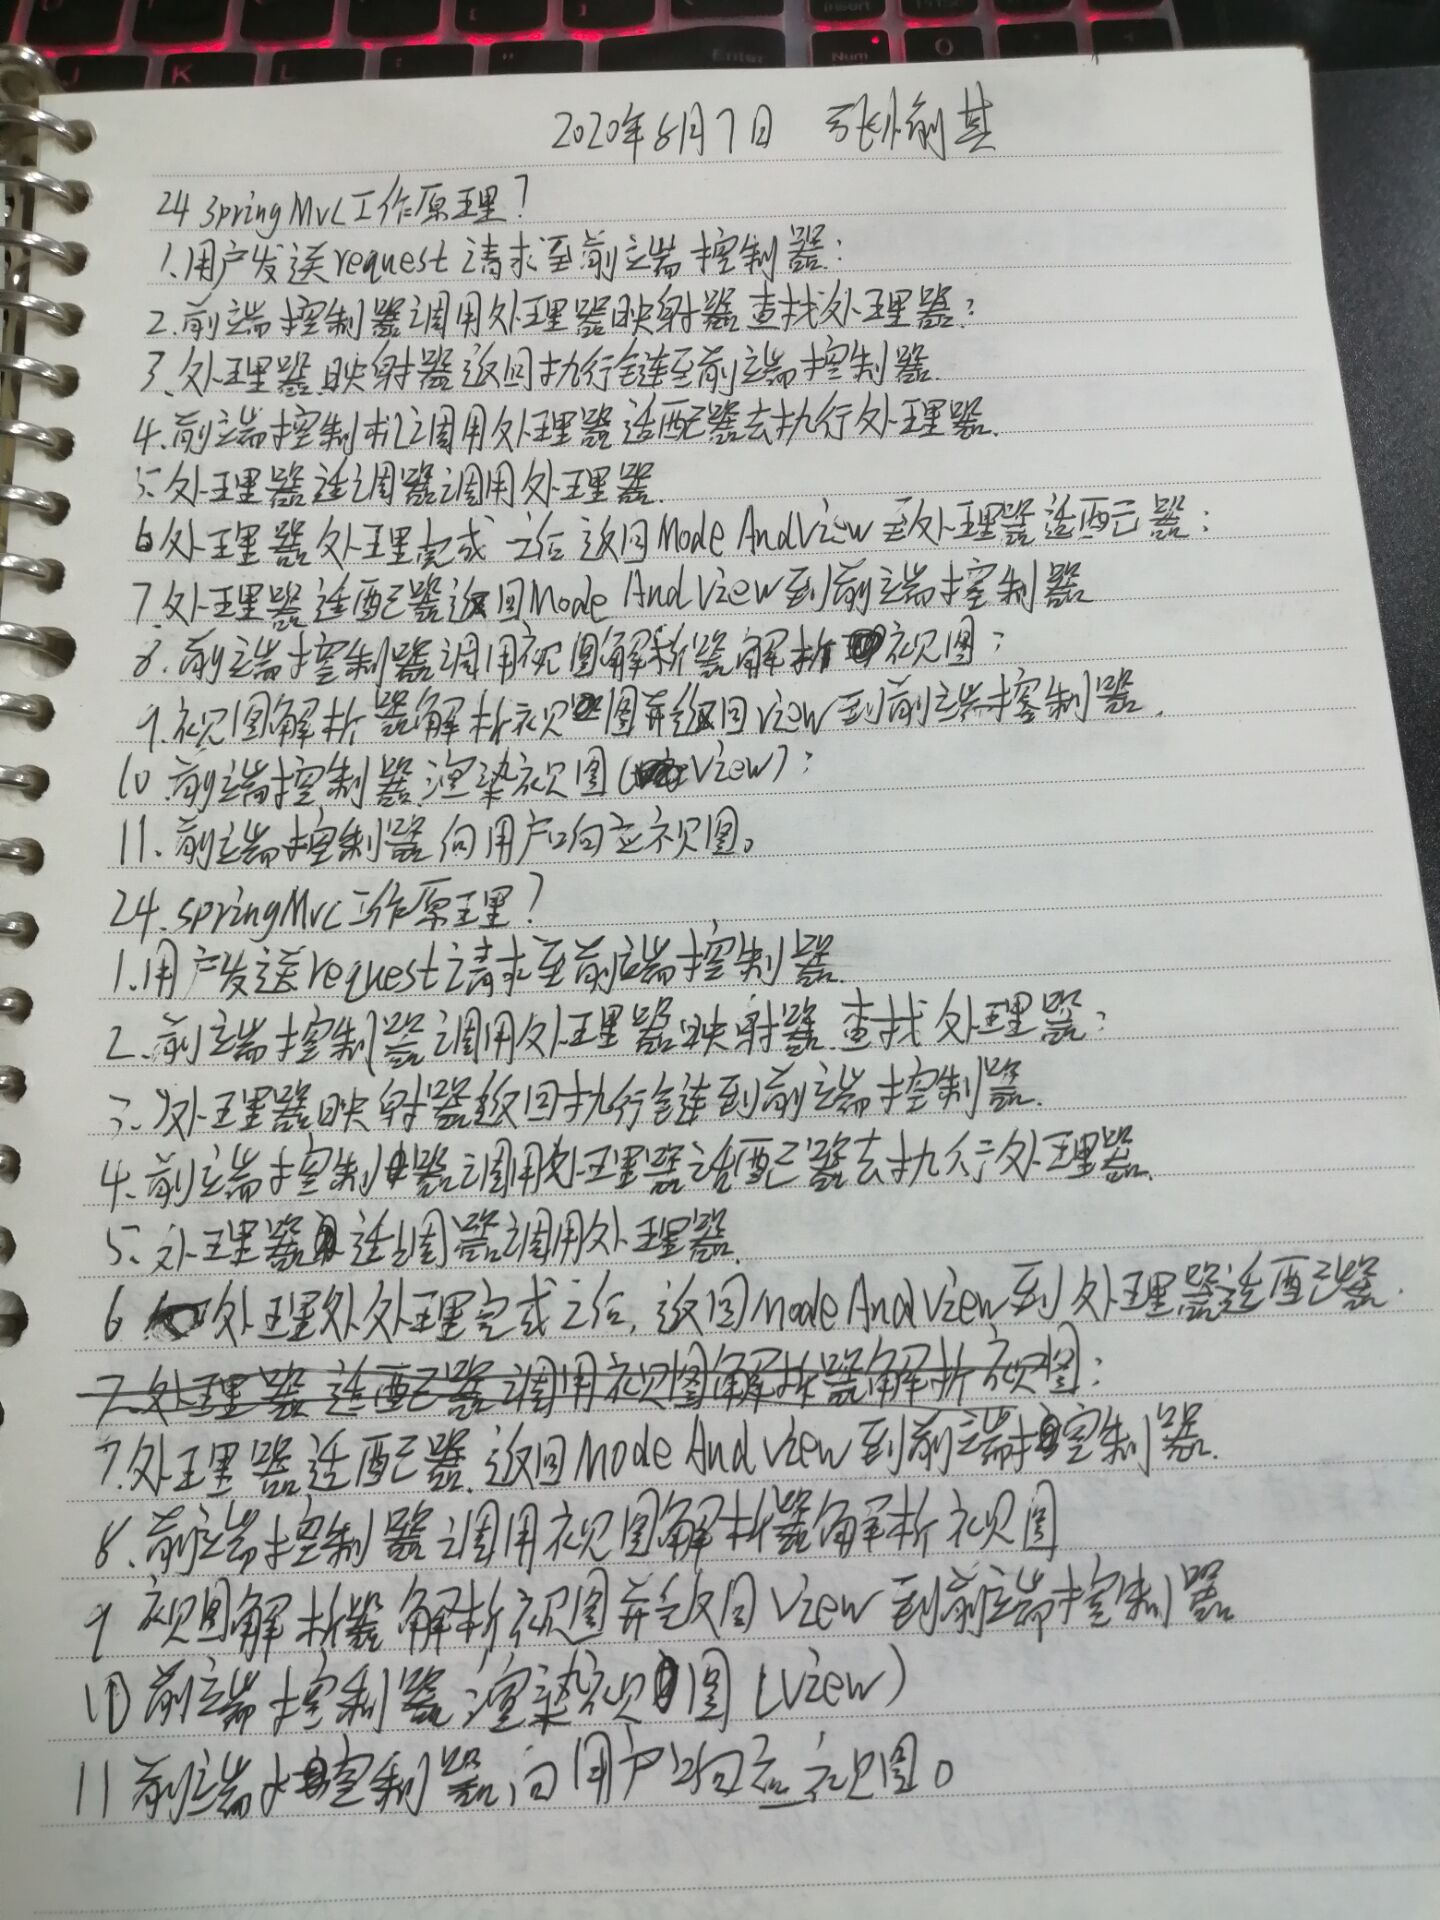 2020年6月7日 张愉其
24 SpringMvc工作原理?
1.用户发送request请求至前端控制器;
2.前端控制器调用处理器映射器查找处理器;
3.处理器映射器返回执行链至前端控制器.
4.前端控制机调用处理器适配器去执行处理器.
5.处理器适调器调用处理器.
6处理器处理完成之后返回ModeAndView至处理器适配器;
7.处理器适配器返回ModeAndView到前端控制器
8.前端控制器调用视图解析器解析视图;
9.视图解析器解析视图并返回view到前端控制器.
10.前端控制器渲染视图(view);
11.前端控制器向用户响应视图。
24.springMvc工作原理?
1.用户发送request请求至前端控制器.
2.前端控制器调用处理器映射器查找处理器;
3.处理器映射器返回执行链到前端控制器.
4.前端控制器调用处理器适配器去执行处理器.
5.处理器适调器调用处理器.
6处理处处理完成之后,返回ModeAndView到处理器适配器.
7.处理器适配器调用视图解析器解析视图;
7.处理器适配器返回ModeAndView到前端控制器.
8.前端控制器调用视图解析器解析视图
9 视图解析器解析视图并返回View到前端控制器
10前端控制器渲染视图(View)
11前端控制器向用户响应视图。
Enter
Insert
Num
J
K
L